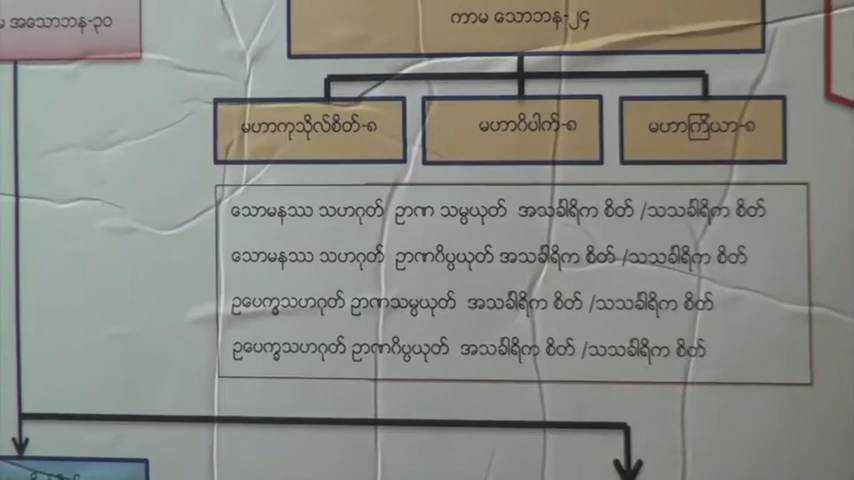 အသောဘန-၃၀
ကာမ သောဘန-၂၄
မဟာကုသိုလ်စိတ်-၈
မဟာဝိပါက်-၈
မဟာကြိယာ-၈
သောမနဿ သဟဂုတ် ဉာဏ သမ္ပယုတ် အသင်္ခါရိက စိတ် /သသင်္ခါရိက စိတ်
သောမနဿ သဟဂုတ် ဉာဏဝိပ္ပယုတ် အသင်္ခါရိက စိတ် /သသင်္ခါရိက စိတ်
ဥပေက္ခသဟဂုတ် ဉာဏသမ္ပယုတ် အသင်္ခါရိက စိတ် /သသင်္ခါရိက စိတ်
ဥပေက္ခသဟဂုတ် ဉာဏဝိပ္ပယုတ် အသင်္ခါရိက စိတ် /သသင်္ခါရိက စိတ်